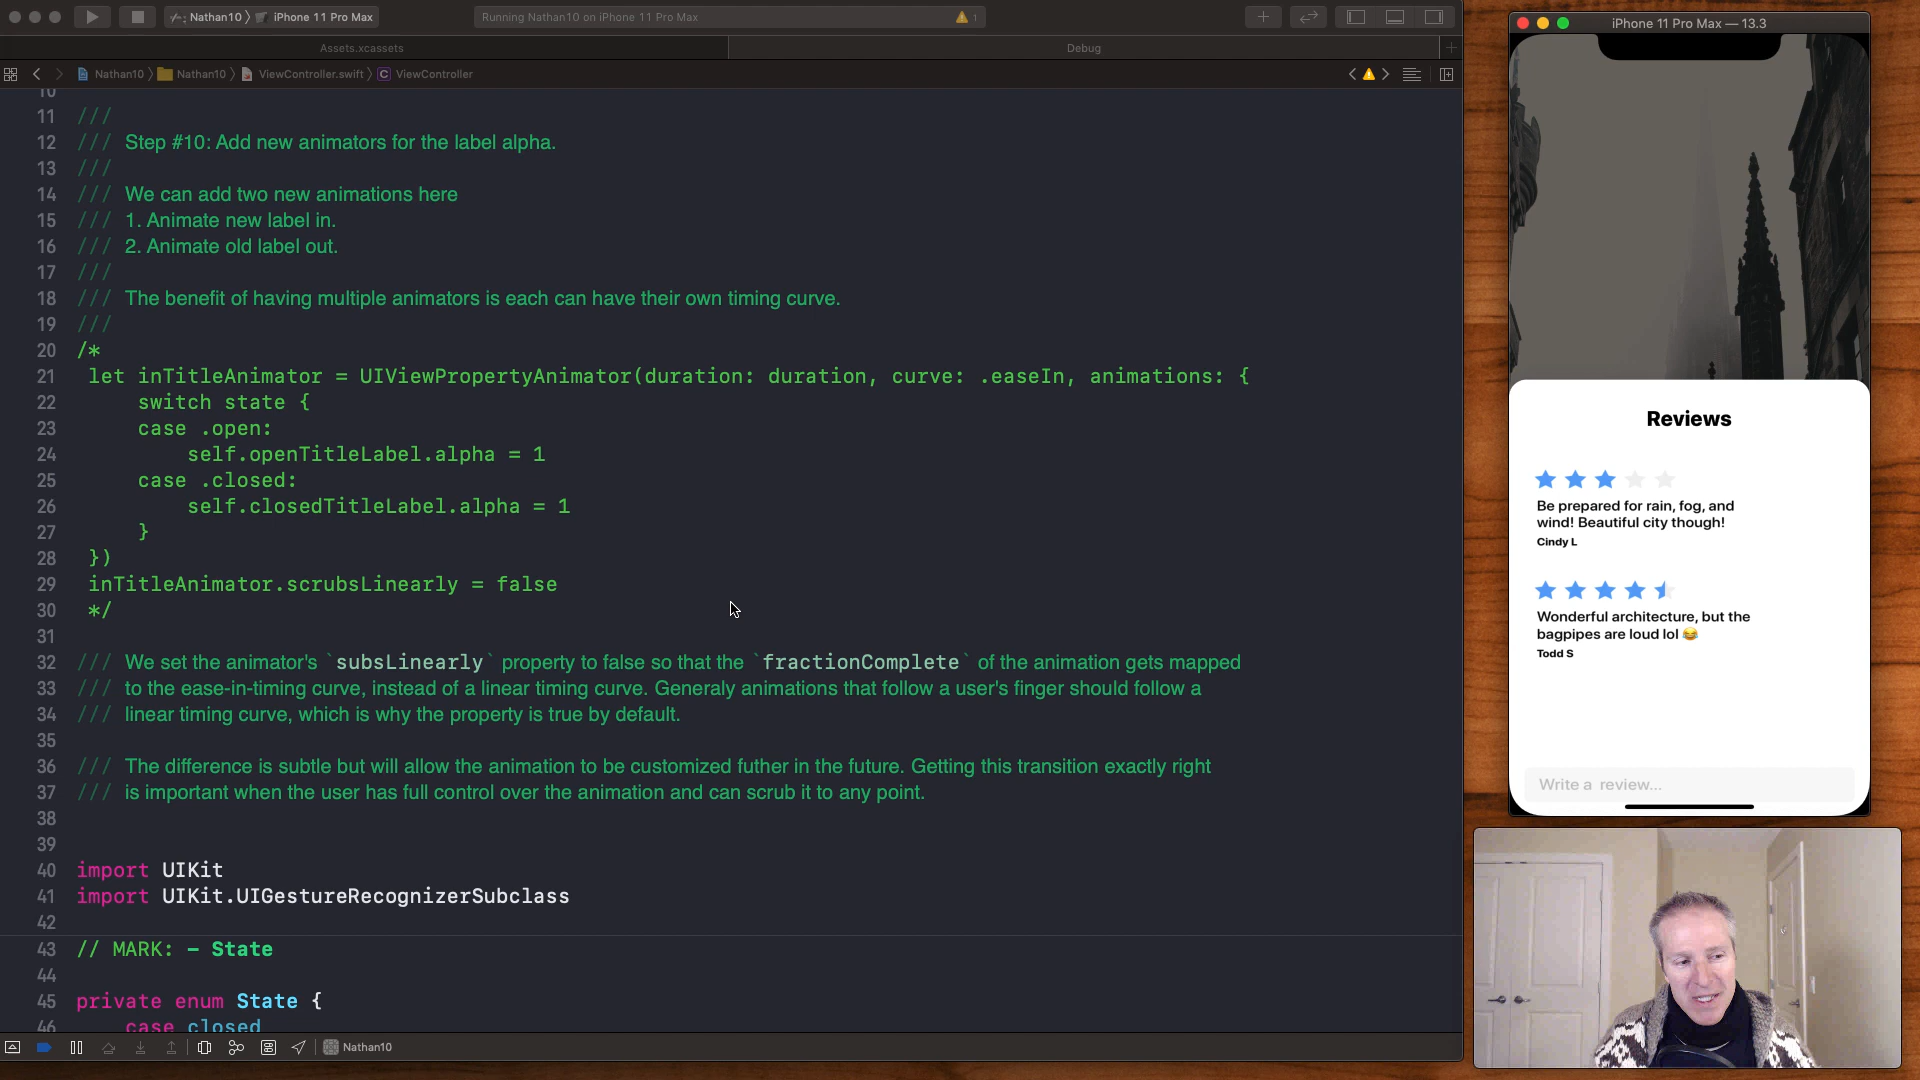 Nathan10 〉 iPhone 11 Pro Max
Running Nathan10 on iPhone 11 Pro Max
1
Assets.xcassets
Debug
Nathan10 〉 Nathan10 〉 ViewController.swift 〉 C ViewController
10
11 ///
12 /// Step #10: Add new animators for the label alpha.
13 ///
14 /// We can add two new animations here
15 /// 1. Animate new label in.
16 /// 2. Animate old label out.
17 ///
18 /// The benefit of having multiple animators is each can have their own timing curve.
19 ///
20 /*
21 let inTitleAnimator = UIViewPropertyAnimator(duration: duration, curve: .easeIn, animations: {
22 switch state {
23 case .open:
24 self.openTitleLabel.alpha = 1
25 case .closed:
26 self.closedTitleLabel.alpha = 1
27 }
28 })
29 inTitleAnimator.scrubsLinearly = false
30 */
31
32 /// We set the animator's `subsLinearly` property to false so that the `fractionComplete` of the animation gets mapped
33 /// to the ease-in-timing curve, instead of a linear timing curve. Generaly animations that follow a user's finger should follow a
34 /// linear timing curve, which is why the property is true by default.
35
36 /// The difference is subtle but will allow the animation to be customized futher in the future. Getting this transition exactly right
37 /// is important when the user has full control over the animation and can scrub it to any point.
38
39
40 import UIKit
41 import UIKit.UIGestureRecognizerSubclass
42
43 // MARK: - State
44
45 private enum State {
46 case closed
Nathan10
iPhone 11 Pro Max — 13.3
Reviews
Be prepared for rain, fog, and
wind! Beautiful city though!
Cindy L
Wonderful architecture, but the
bagpipes are loud lol 😂
Todd S
Write a review...